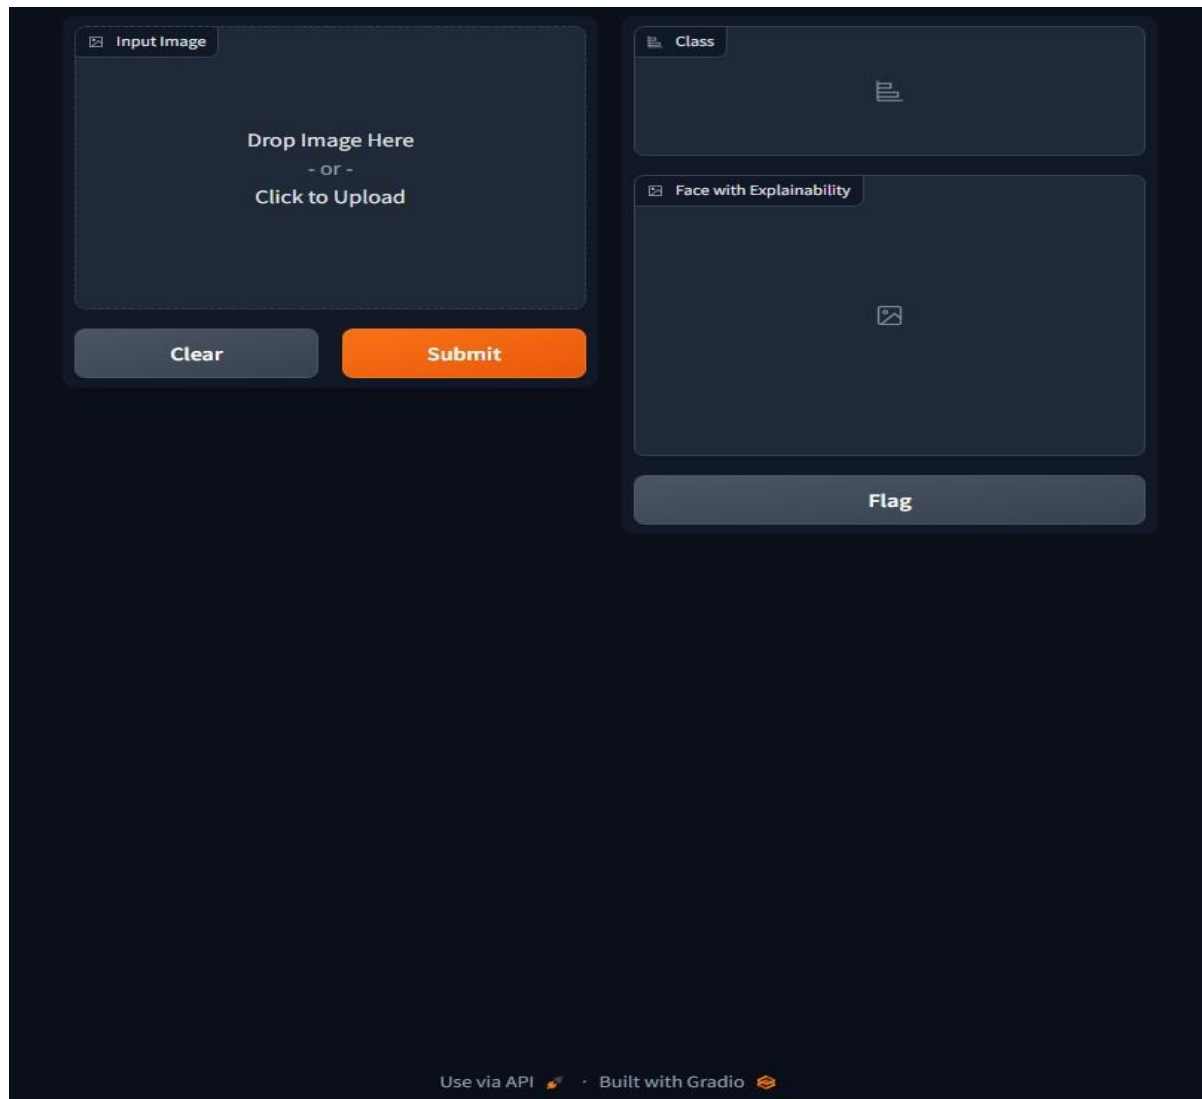 Input Image
Drop Image Here
- or -
Click to Upload
Clear
Submit
Class
Face with Explainability
Flag
Use via API · Built with Gradio